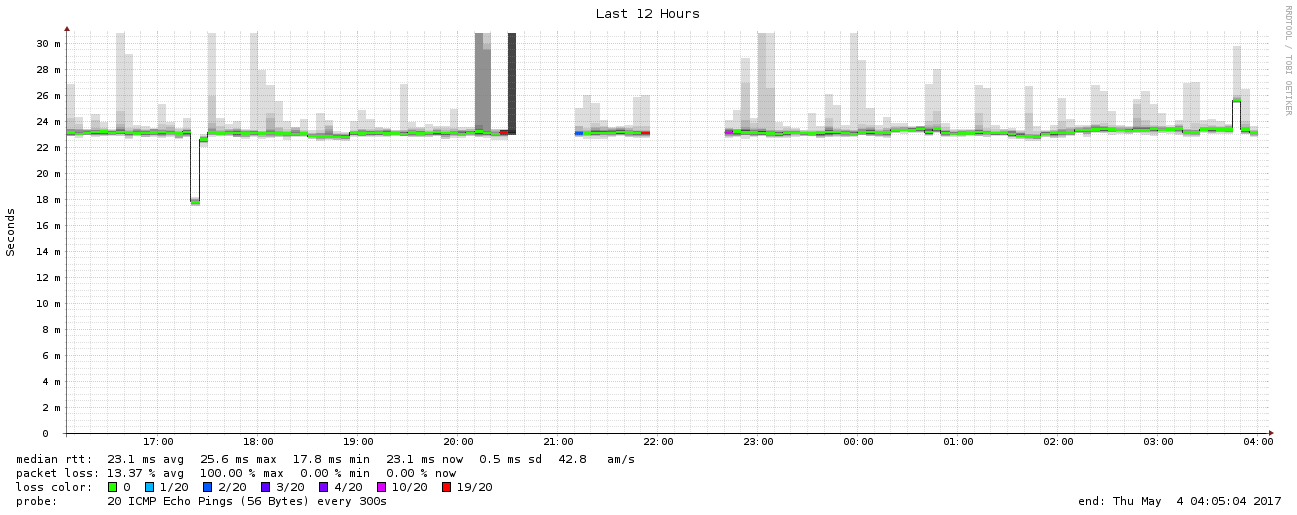 Last 12 Hours
RRDTOOL / TOBI OETIKER
Seconds
30 m
28 m
26 m
24 m
22 m
20 m
18 m
16 m
14 m
12 m
10 m
8 m
6 m
4 m
2 m
0
17:00 18:00 19:00 20:00 21:00 22:00 23:00 00:00 01:00 02:00 03:00 04:00
median rtt: 23.1 ms avg 25.6 ms max 17.8 ms min 23.1 ms now 0.5 ms sd 42.8 am/s
packet loss: 13.37 % avg 100.00 % max 0.00 % min 0.00 % now
loss color: 0 1/20 2/20 3/20 4/20 10/20 19/20
probe: 20 ICMP Echo Pings (56 Bytes) every 300s end: Thu May 4 04:05:04 2017